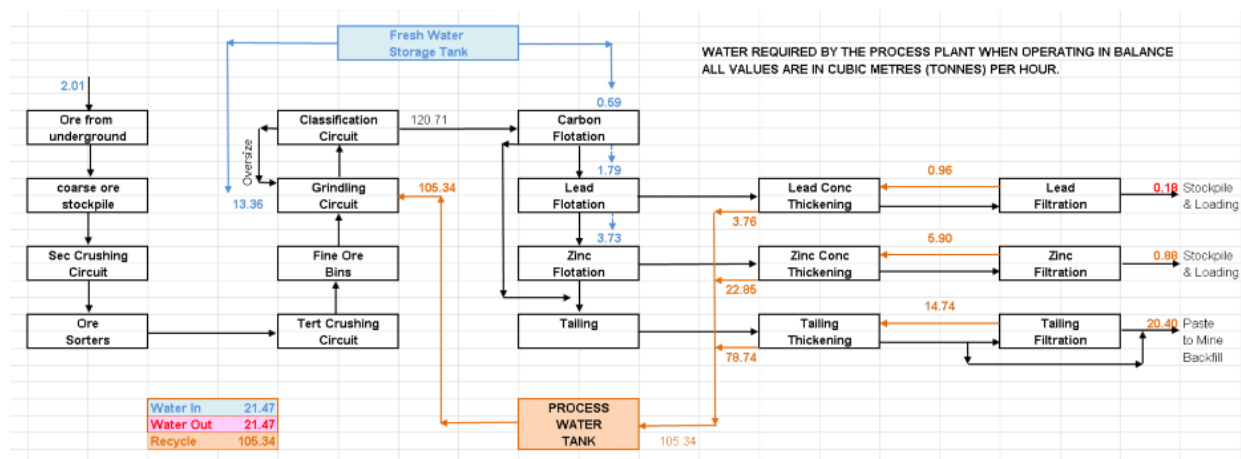 Fresh Water
Storage Tank
WATER REQUIRED BY THE PROCESS PLANT WHEN OPERATING IN BALANCE
ALL VALUES ARE IN CUBIC METRES (TONNES) PER HOUR.
2.01
0.59
Ore from
underground
Classification
Circuit
120.71
Carbon
Flotation
Oversize
1.79
0.96
coarse ore
stockpile
13.36
Grindling
Circuit
105.34
Lead
Flotation
3.76
Lead Conc
Thickening
Lead
Filtration
0.18
Stockpile
& Loading
3.73
5.90
Sec Crushing
Circuit
Fine Ore
Bins
Zinc
Flotation
22.85
Zinc Conc
Thickening
Zinc
Filtration
0.88
Stockpile
& Loading
14.74
Ore
Sorters
Tert Crushing
Circuit
Tailing
78.74
Tailing
Thickening
Tailing
Filtration
20.40
Paste
to Mine
Backfill
Water In 21.47
Water Out 21.47
Recycle 105.34
PROCESS
WATER
TANK
105.34